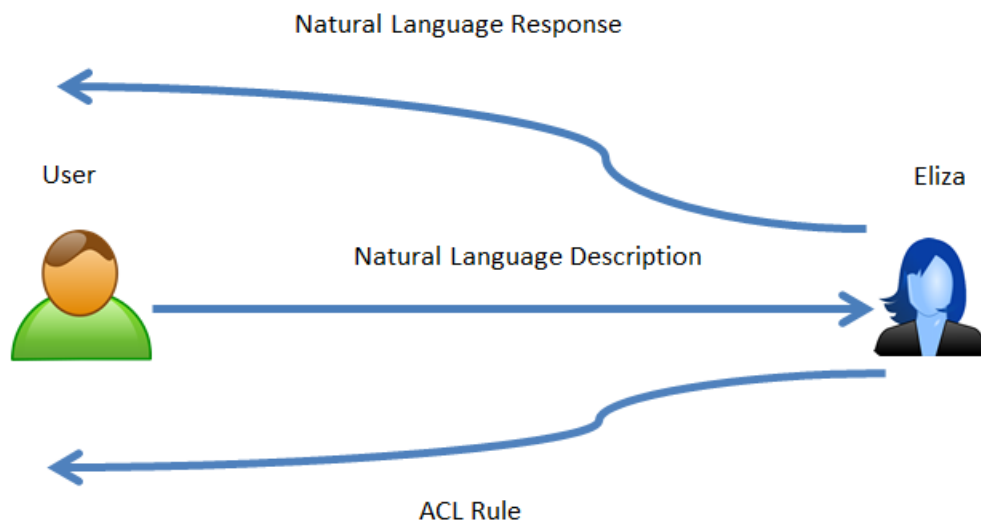 Natural Language Response
User
Eliza
Natural Language Description
ACL Rule